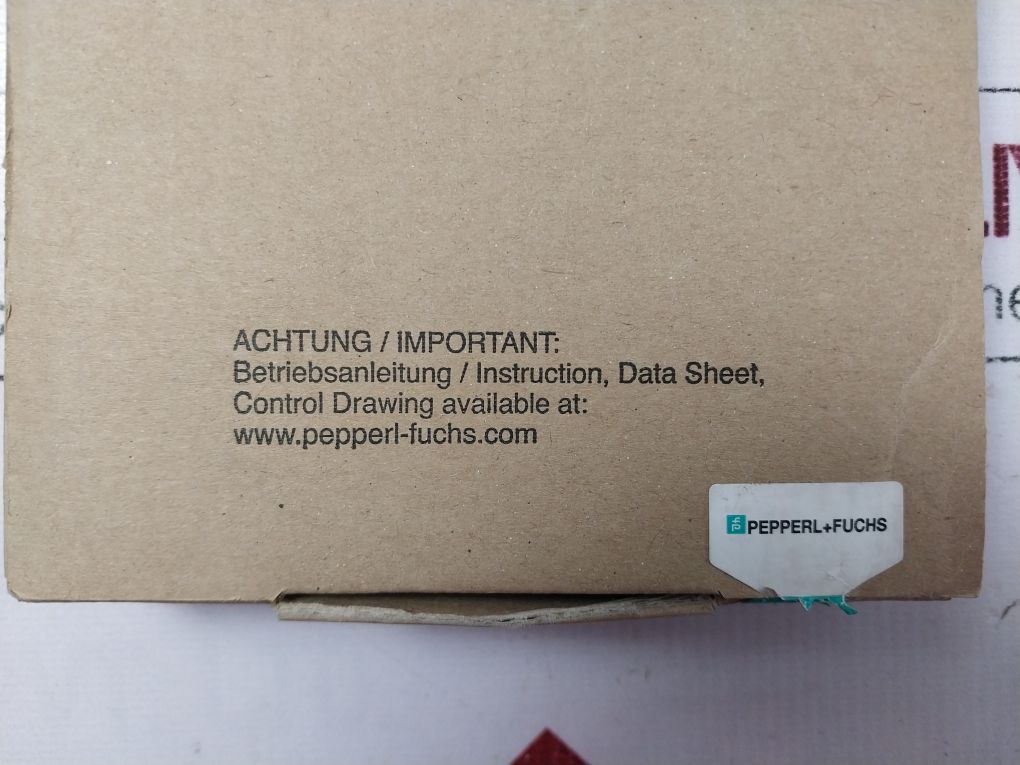 ACHTUNG / IMPORTANT:
Betriebsanleitung / Instruction, Data Sheet,
Control Drawing available at:
www.pepperl-fuchs.com
PEPPERL+FUCHS